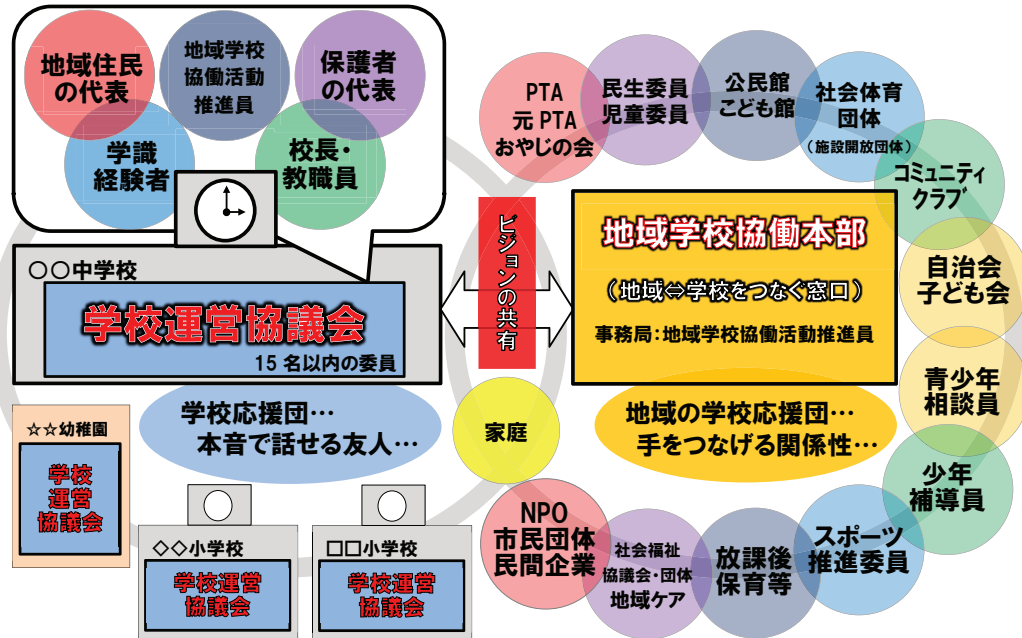 地域住民
の代表
地域学校
協働活動
推進員
保護者
の代表
学識
経験者
校長・
教職員
〇〇中学校
学校運営協議会
15名以内の委員
ビジョンの共有
地域学校協働本部
(地域⇔学校をつなぐ窓口)
事務局:地域学校協働活動推進員
学校応援団…
本音で話せる友人…
家庭
地域の学校応援団…
手をつなげる関係性…
PTA
元PTA
おやじの会
民生委員
児童委員
公民館
こども館
社会体育
団体
(施設開放団体)
コミュニティ
クラブ
自治会
子ども会
青少年
相談員
少年
補導員
スポーツ
推進委員
放課後
保育等
社会福祉
協議会・団体
地域ケア
NPO
市民団体
民間企業
☆☆幼稚園
学校
運営
協議会
◇◇小学校
学校運営
協議会
□□小学校
学校運営
協議会